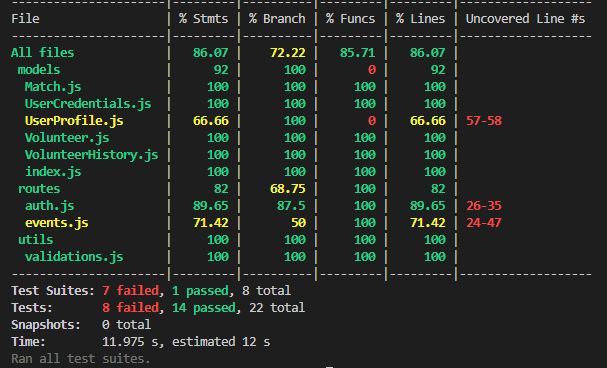 --------------------|---------|----------|---------|---------|-------------------
File                | % Stmts | % Branch | % Funcs | % Lines | Uncovered Line #s
--------------------|---------|----------|---------|---------|-------------------
All files           |   86.07 |    72.22 |   85.71 |   86.07 |
 models             |      92 |      100 |       0 |      92 |
  Match.js          |     100 |      100 |     100 |     100 |
  UserCredentials.js |     100 |      100 |     100 |     100 |
  UserProfile.js    |   66.66 |      100 |       0 |   66.66 | 57-58
  Volunteer.js      |     100 |      100 |     100 |     100 |
  VolunteerHistory.js |     100 |      100 |     100 |     100 |
  index.js          |     100 |      100 |     100 |     100 |
 routes             |      82 |    68.75 |     100 |      82 |
  auth.js           |   89.65 |     87.5 |     100 |   89.65 | 26-35
  events.js         |   71.42 |       50 |     100 |   71.42 | 24-47
 utils              |     100 |      100 |     100 |     100 |
  validations.js    |     100 |      100 |     100 |     100 |
--------------------|---------|----------|---------|---------|-------------------
Test Suites: 7 failed, 1 passed, 8 total
Tests:       8 failed, 14 passed, 22 total
Snapshots:   0 total
Time:        11.975 s, estimated 12 s
Ran all test suites.